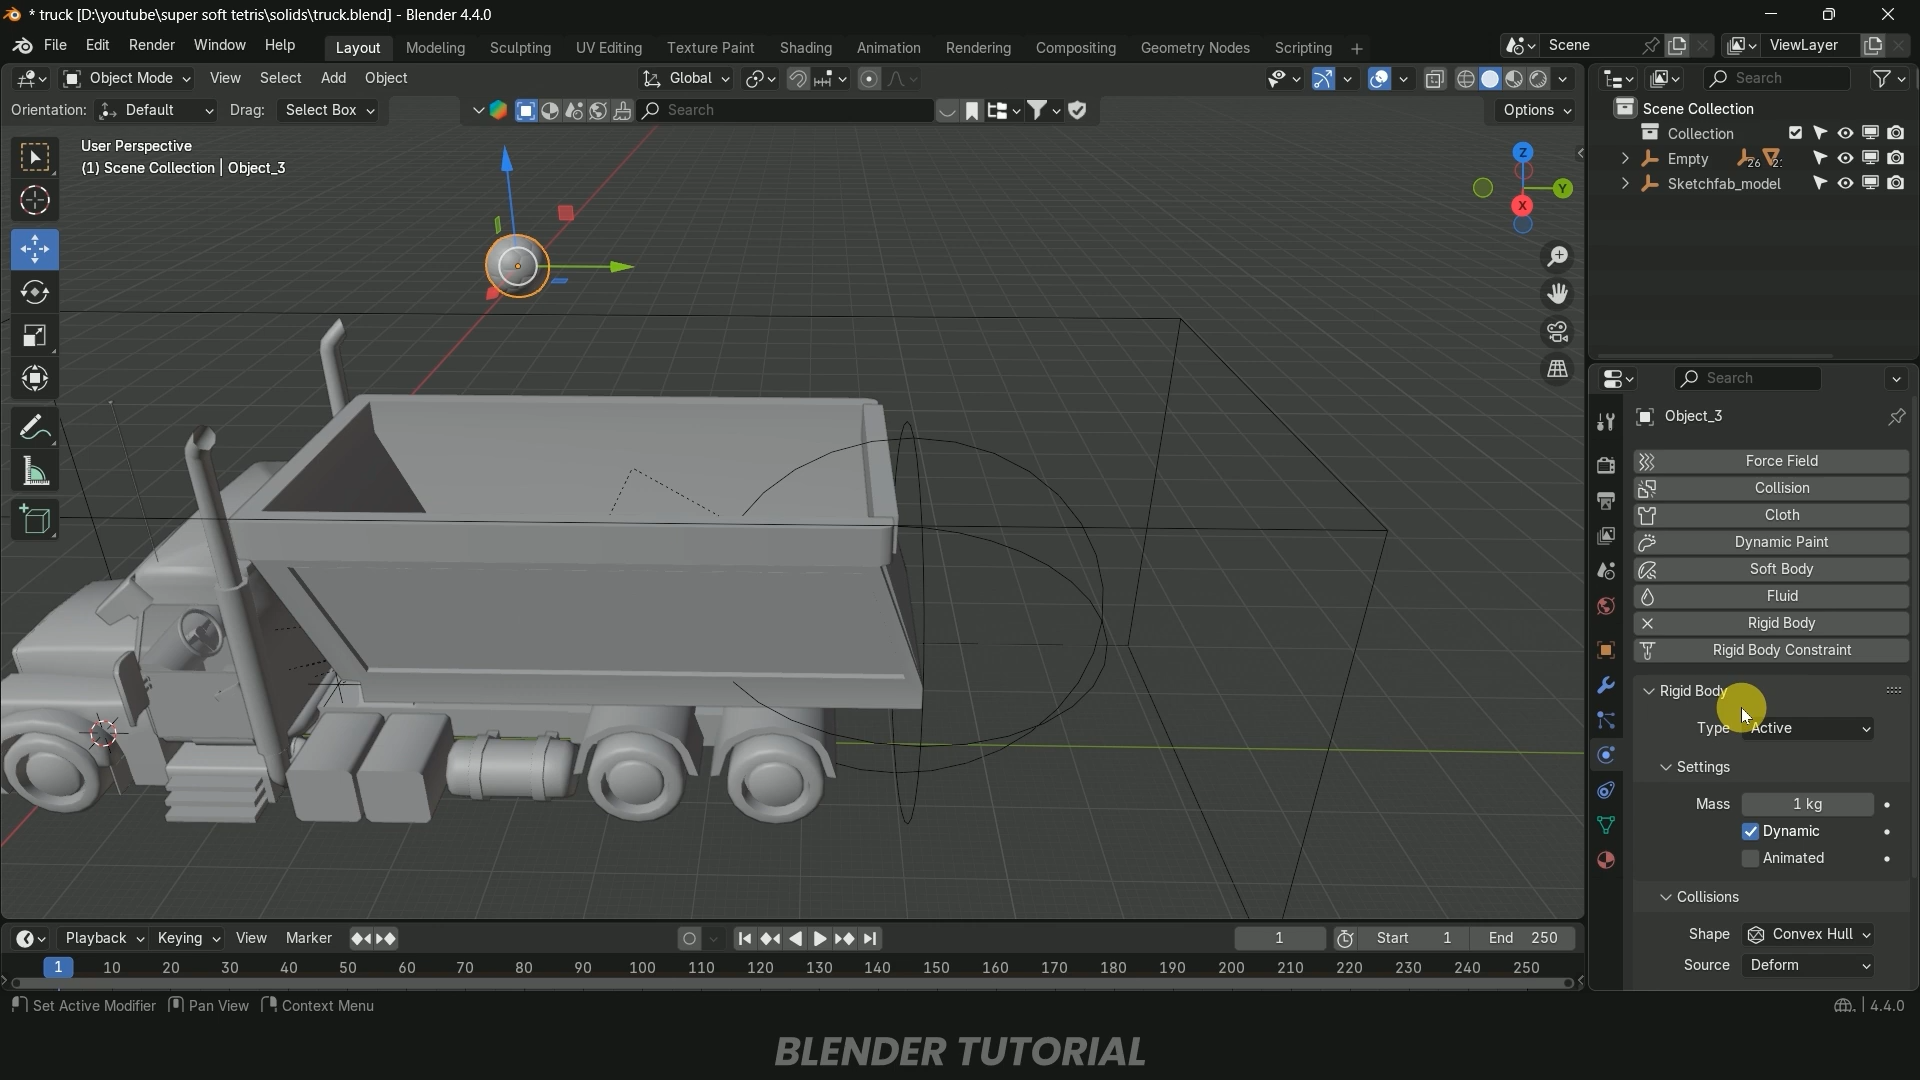 * truck [D:\youtube\super soft tetris\solids\truck.blend] - Blender 4.4.0
File Edit Render Window Help Layout Modeling Sculpting UV Editing Texture Paint Shading Animation Rendering Compositing Geometry Nodes Scripting + Scene ViewLayer
Object Mode View Select Add Object Global Search
Orientation: Default Drag: Select Box Search Options
Scene Collection
Collection
Empty 26
Sketchfab_model
User Perspective
(1) Scene Collection | Object_3
Z
Y
X
Search
Object_3
Force Field
Collision
Cloth
Dynamic Paint
Soft Body
Fluid
Rigid Body
Rigid Body Constraint
Rigid Body
Type Active
Settings
Mass 1 kg
Dynamic
Animated
Collisions
Shape Convex Hull
Source Deform
Playback Keying View Marker 1 Start 1 End 250
1 10 20 30 40 50 60 70 80 90 100 110 120 130 140 150 160 170 180 190 200 210 220 230 240 250
Set Active Modifier Pan View Context Menu 4.4.0
BLENDER TUTORIAL